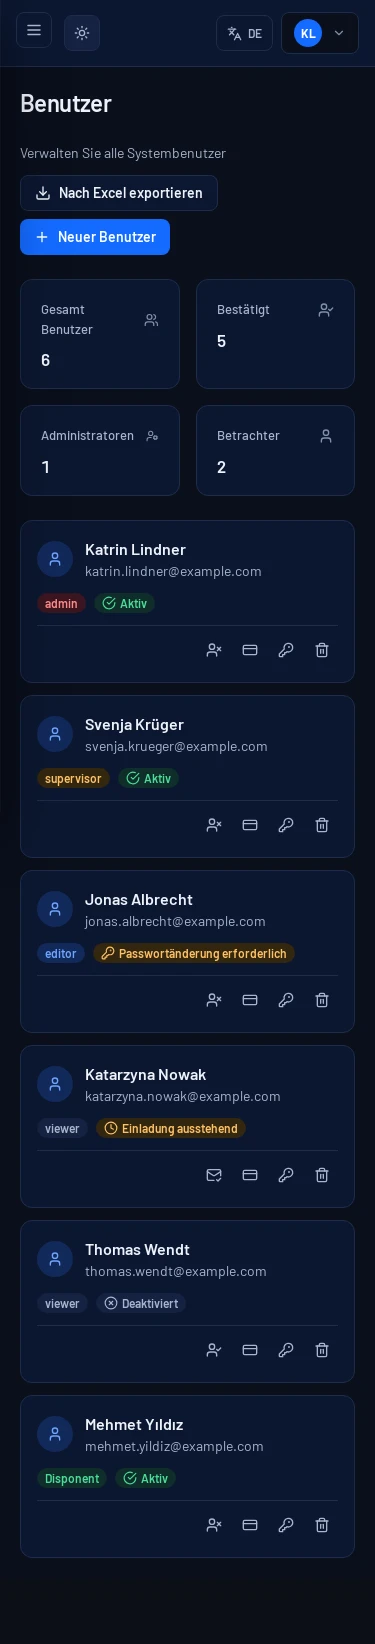 DE
KL
Benutzer
Verwalten Sie alle Systembenutzer
Nach Excel exportieren
Neuer Benutzer
Gesamt
Benutzer
6
Bestätigt
5
Administratoren
1
Betrachter
2
Katrin Lindner
katrin.lindner@example.com
admin Aktiv
Svenja Krüger
svenja.krueger@example.com
supervisor Aktiv
Jonas Albrecht
jonas.albrecht@example.com
editor Passwortänderung erforderlich
Katarzyna Nowak
katarzyna.nowak@example.com
viewer Einladung ausstehend
Thomas Wendt
thomas.wendt@example.com
viewer Deaktiviert
Mehmet Yıldız
mehmet.yildiz@example.com
Disponent Aktiv